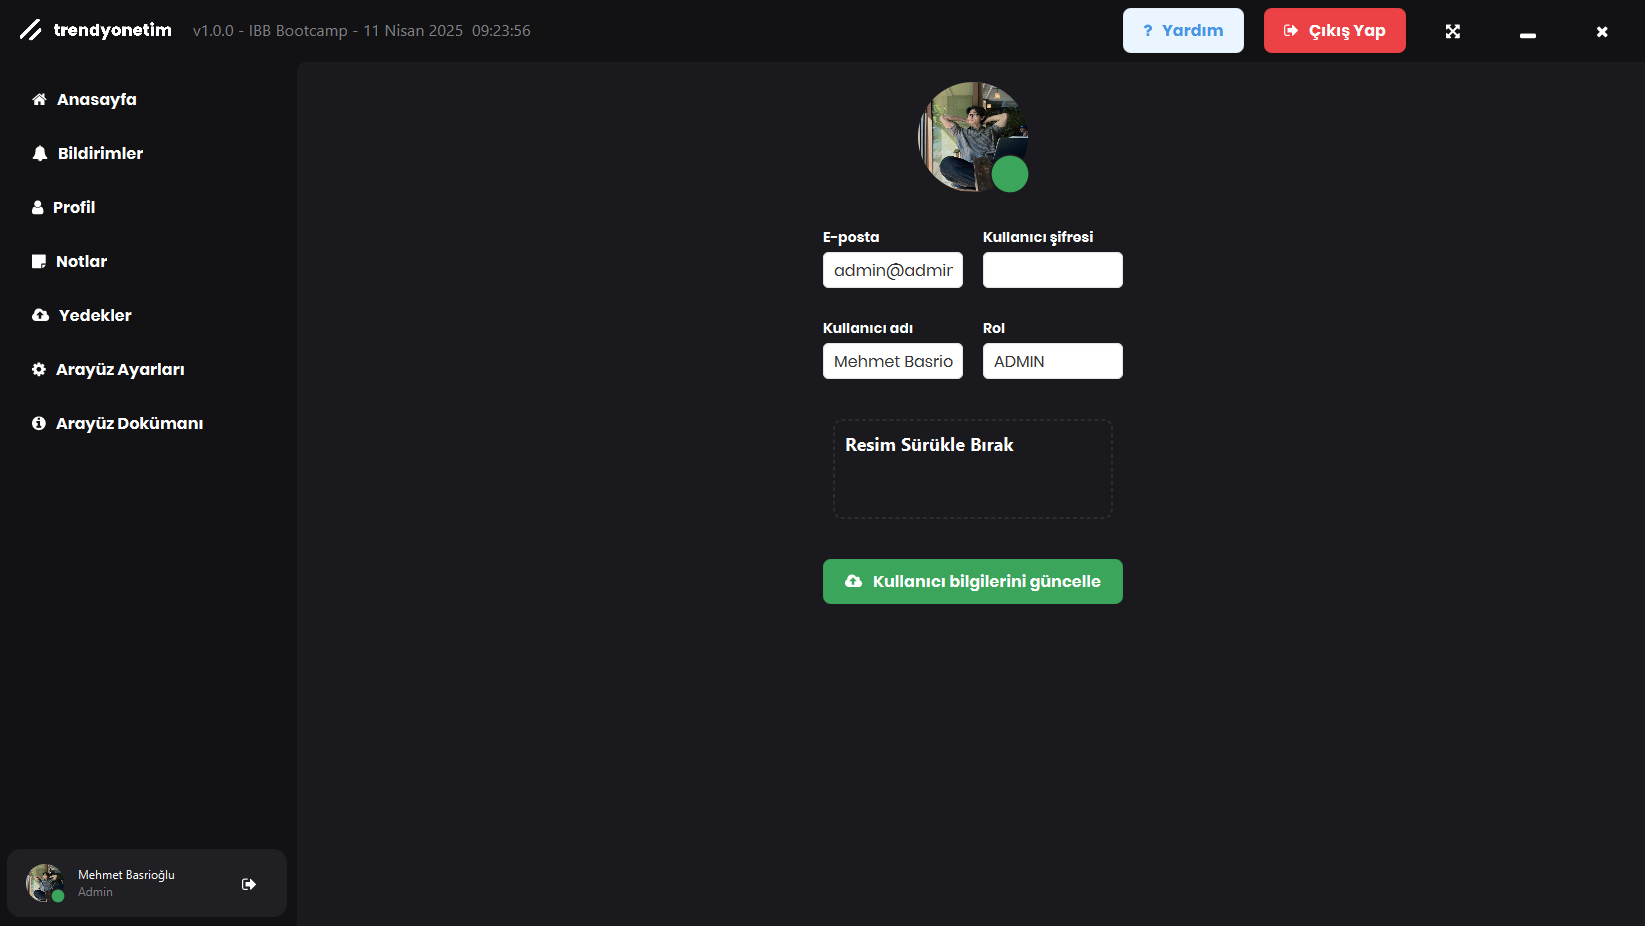 trendyonetim v1.0.0 - IBB Bootcamp - 11 Nisan 2025 09:23:56 ? Yardım Çıkış Yap
Anasayfa
Bildirimler
Profil
Notlar
Yedekler
Arayüz Ayarları
Arayüz Dokümanı
E-posta Kullanıcı şifresi
admin@admin
Kullanıcı adı Rol
Mehmet Basrio ADMIN
Resim Sürükle Bırak
Kullanıcı bilgilerini güncelle
Mehmet Basrioğlu
Admin